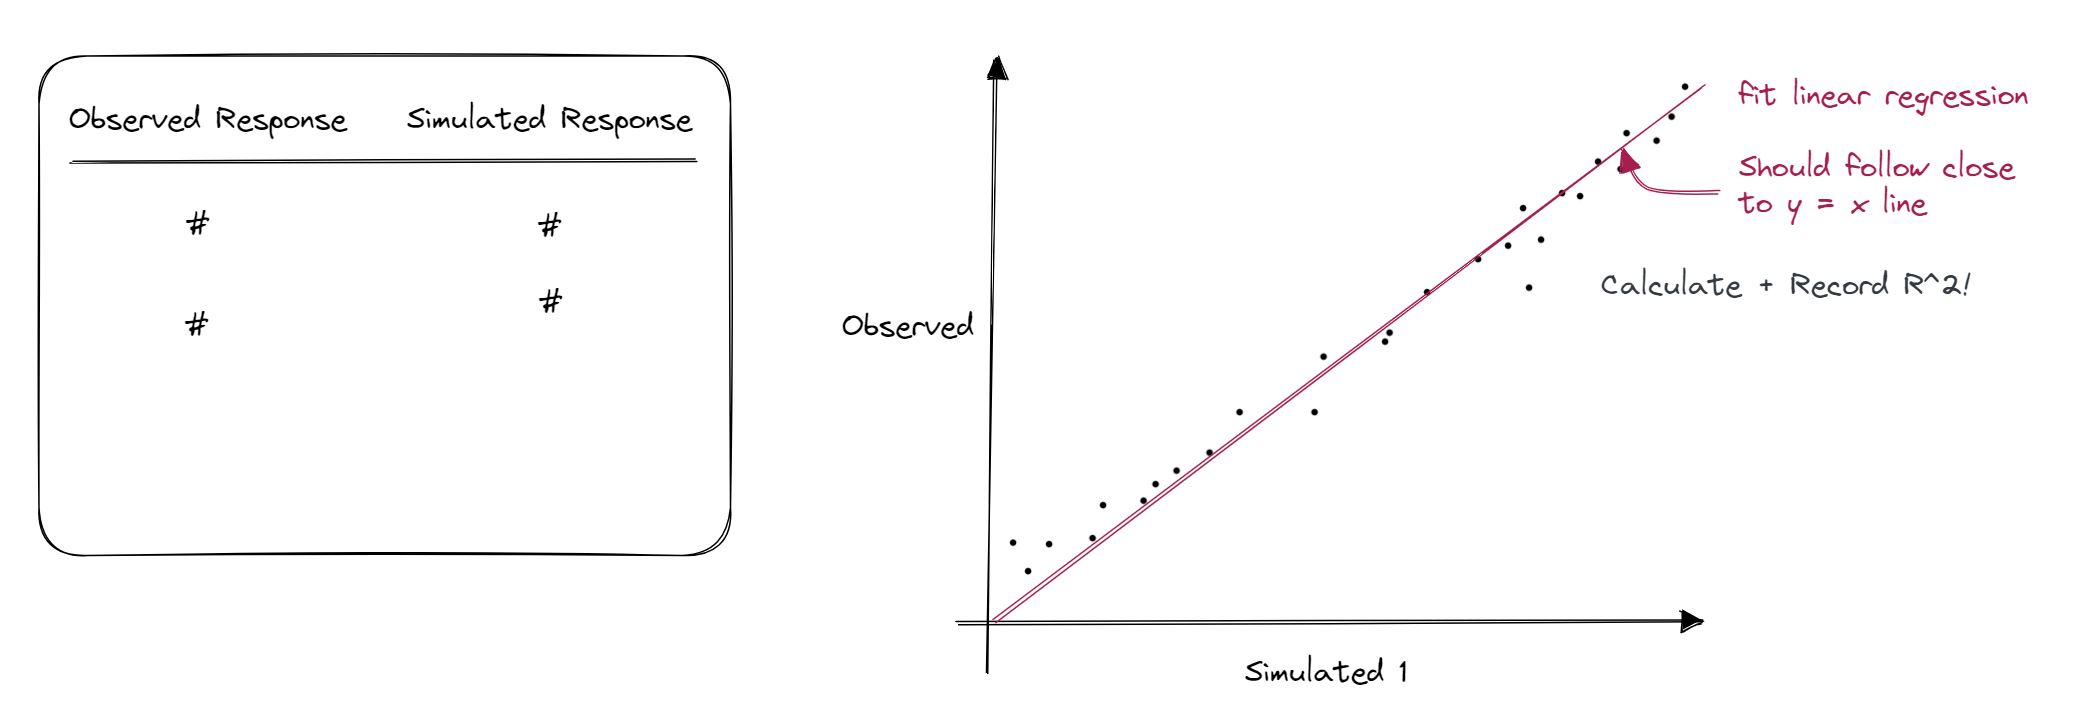 Observed Response Simulated Response
# #
#
#
Observed
Simulated 1
fit linear regression
Should follow close
to y = x line
Calculate + Record R^2!